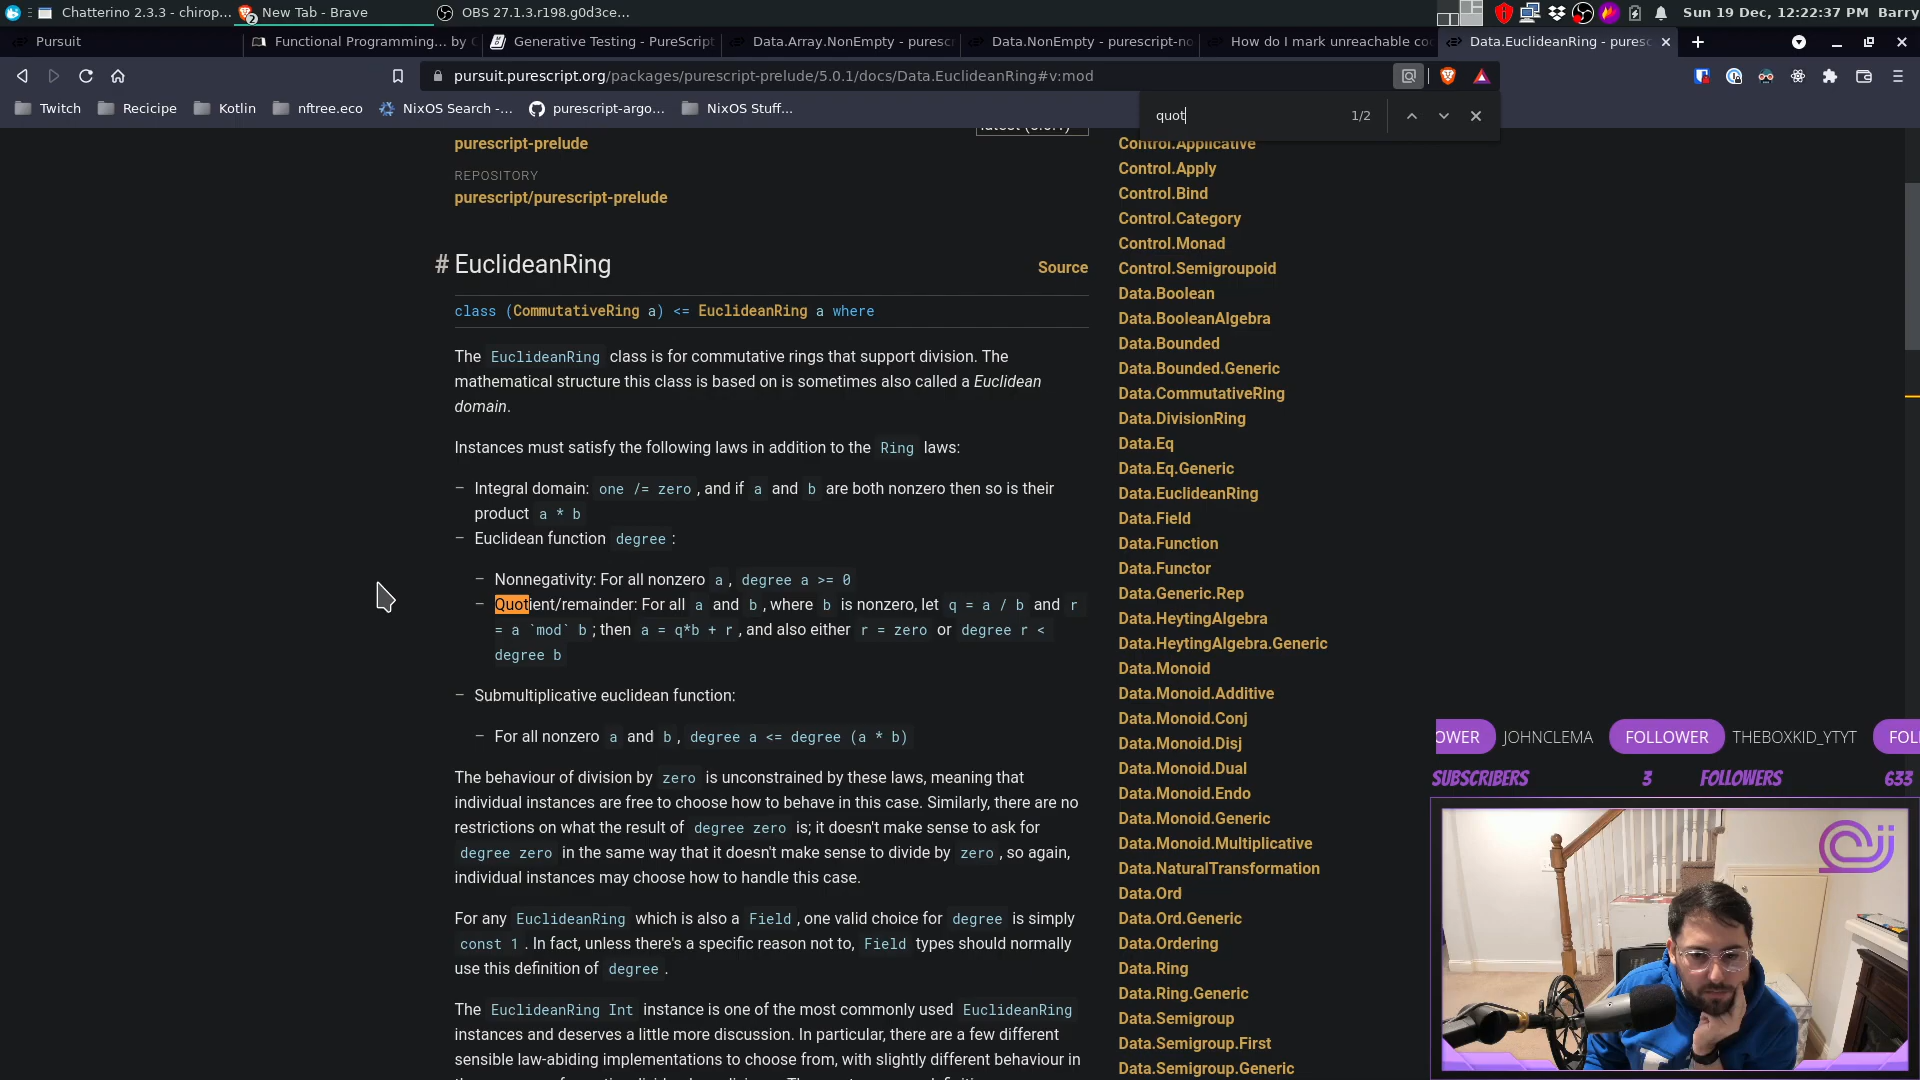 Chatterino 2.3.3 - chirop...
2
New Tab - Brave
OBS 27.1.3.r198.g0d3ce...
Sun 19 Dec, 12:22:37 PM
Barry
Pursuit
Functional Programming... by
Generative Testing - PureScript
Data.Array.NonEmpty - puresc
Data.NonEmpty - purescript-no
How do I mark unreachable co
Data.EuclideanRing - puresc
pursuit.purescript.org/packages/purescript-prelude/5.0.1/docs/Data.EuclideanRing#v:mod
Twitch
Recicipe
Kotlin
nftree.eco
NixOS Search -...
purescript-argo...
NixOS Stuff...
quot
1/2
purescript-prelude
REPOSITORY
purescript/purescript-prelude
# EuclideanRing
Source
class (CommutativeRing a) <= EuclideanRing a where
The EuclideanRing class is for commutative rings that support division. The
mathematical structure this class is based on is sometimes also called a Euclidean
domain.
Instances must satisfy the following laws in addition to the Ring laws:
– Integral domain: one /= zero, and if a and b are both nonzero then so is their
product a * b
– Euclidean function degree:
– Nonnegativity: For all nonzero a, degree a >= 0
– Quotient/remainder: For all a and b, where b is nonzero, let q = a / b and r
= a `mod` b; then a = q*b + r, and also either r = zero or degree r <
degree b
– Submultiplicative euclidean function:
– For all nonzero a and b, degree a <= degree (a * b)
The behaviour of division by zero is unconstrained by these laws, meaning that
individual instances are free to choose how to behave in this case. Similarly, there are no
restrictions on what the result of degree zero is; it doesn't make sense to ask for
degree zero in the same way that it doesn't make sense to divide by zero, so again,
individual instances may choose how to handle this case.
For any EuclideanRing which is also a Field, one valid choice for degree is simply
const 1. In fact, unless there's a specific reason not to, Field types should normally
use this definition of degree.
The EuclideanRing Int instance is one of the most commonly used EuclideanRing
instances and deserves a little more discussion. In particular, there are a few different
sensible law-abiding implementations to choose from, with slightly different behaviour in
Control.Applicative
Control.Apply
Control.Bind
Control.Category
Control.Monad
Control.Semigroupoid
Data.Boolean
Data.BooleanAlgebra
Data.Bounded
Data.Bounded.Generic
Data.CommutativeRing
Data.DivisionRing
Data.Eq
Data.Eq.Generic
Data.EuclideanRing
Data.Field
Data.Function
Data.Functor
Data.Generic.Rep
Data.HeytingAlgebra
Data.HeytingAlgebra.Generic
Data.Monoid
Data.Monoid.Additive
Data.Monoid.Conj
Data.Monoid.Disj
Data.Monoid.Dual
Data.Monoid.Endo
Data.Monoid.Generic
Data.Monoid.Multiplicative
Data.NaturalTransformation
Data.Ord
Data.Ord.Generic
Data.Ordering
Data.Ring
Data.Ring.Generic
Data.Semigroup
Data.Semigroup.First
Data.Semigroup.Generic
OWER JOHNCLEMA FOLLOWER THEBOXKID_YTYT FOL
SUBSCRIBERS 3 FOLLOWERS 633